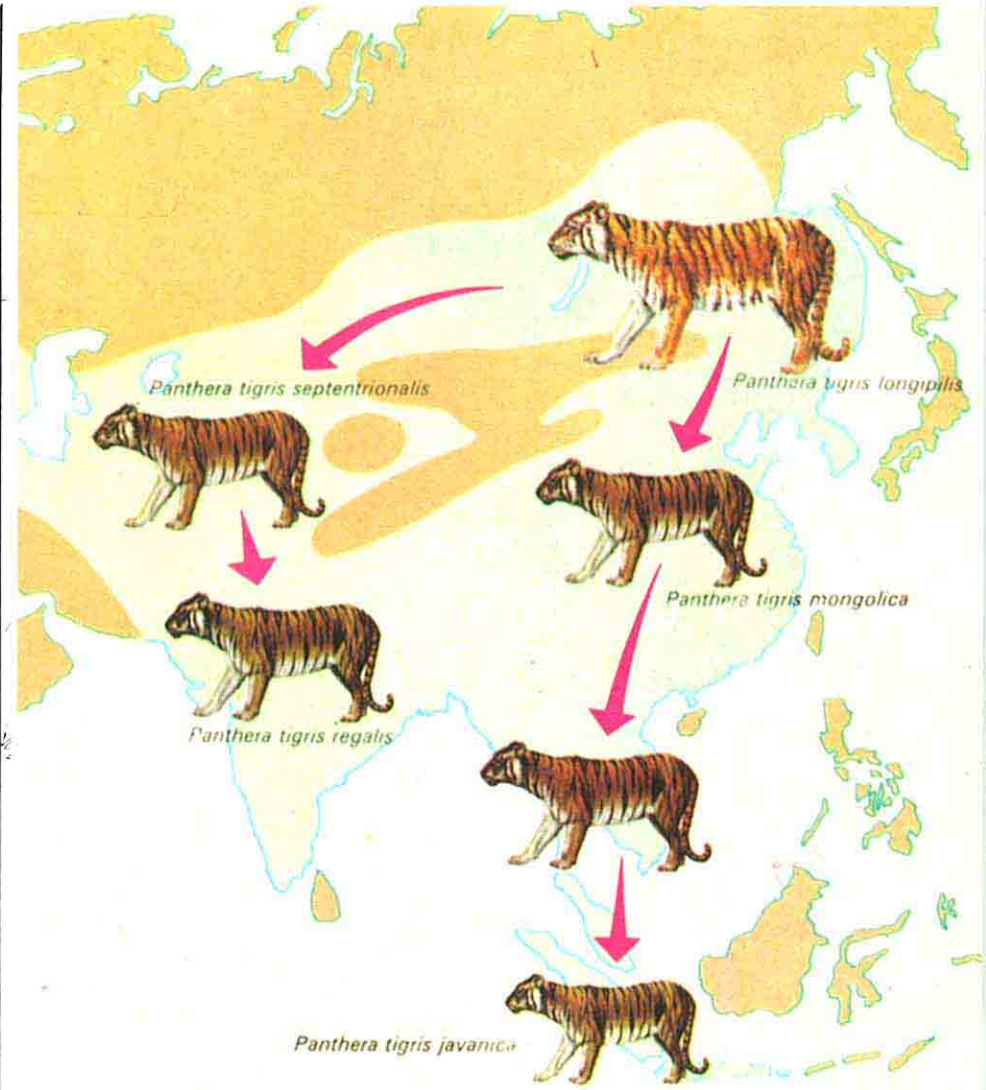 Panthera tigris septentrionalis
Panthera tigris longipilis
Panthera tigris mongolica
Panthera tigris regalis
Panthera tigris javanica